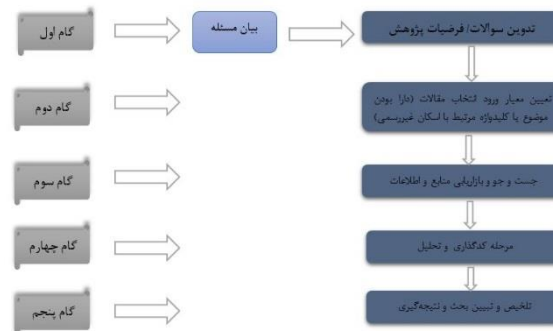 گام اول
بیان مسئله
تدوین سوالات/ فرضیات پژوهش
گام دوم
تعیین معیار ورود انتخاب مقالات (دارا بودن
موضوع یا کلیدواژه مرتبط با اسکان غیررسمی)
گام سوم
جست و جو و بازاریابی منابع و اطلاعات
گام چهارم
مرحله کدگذاری و تحلیل
گام پنجم
تلخیص و تبیین بحث و نتیجه‌گیری